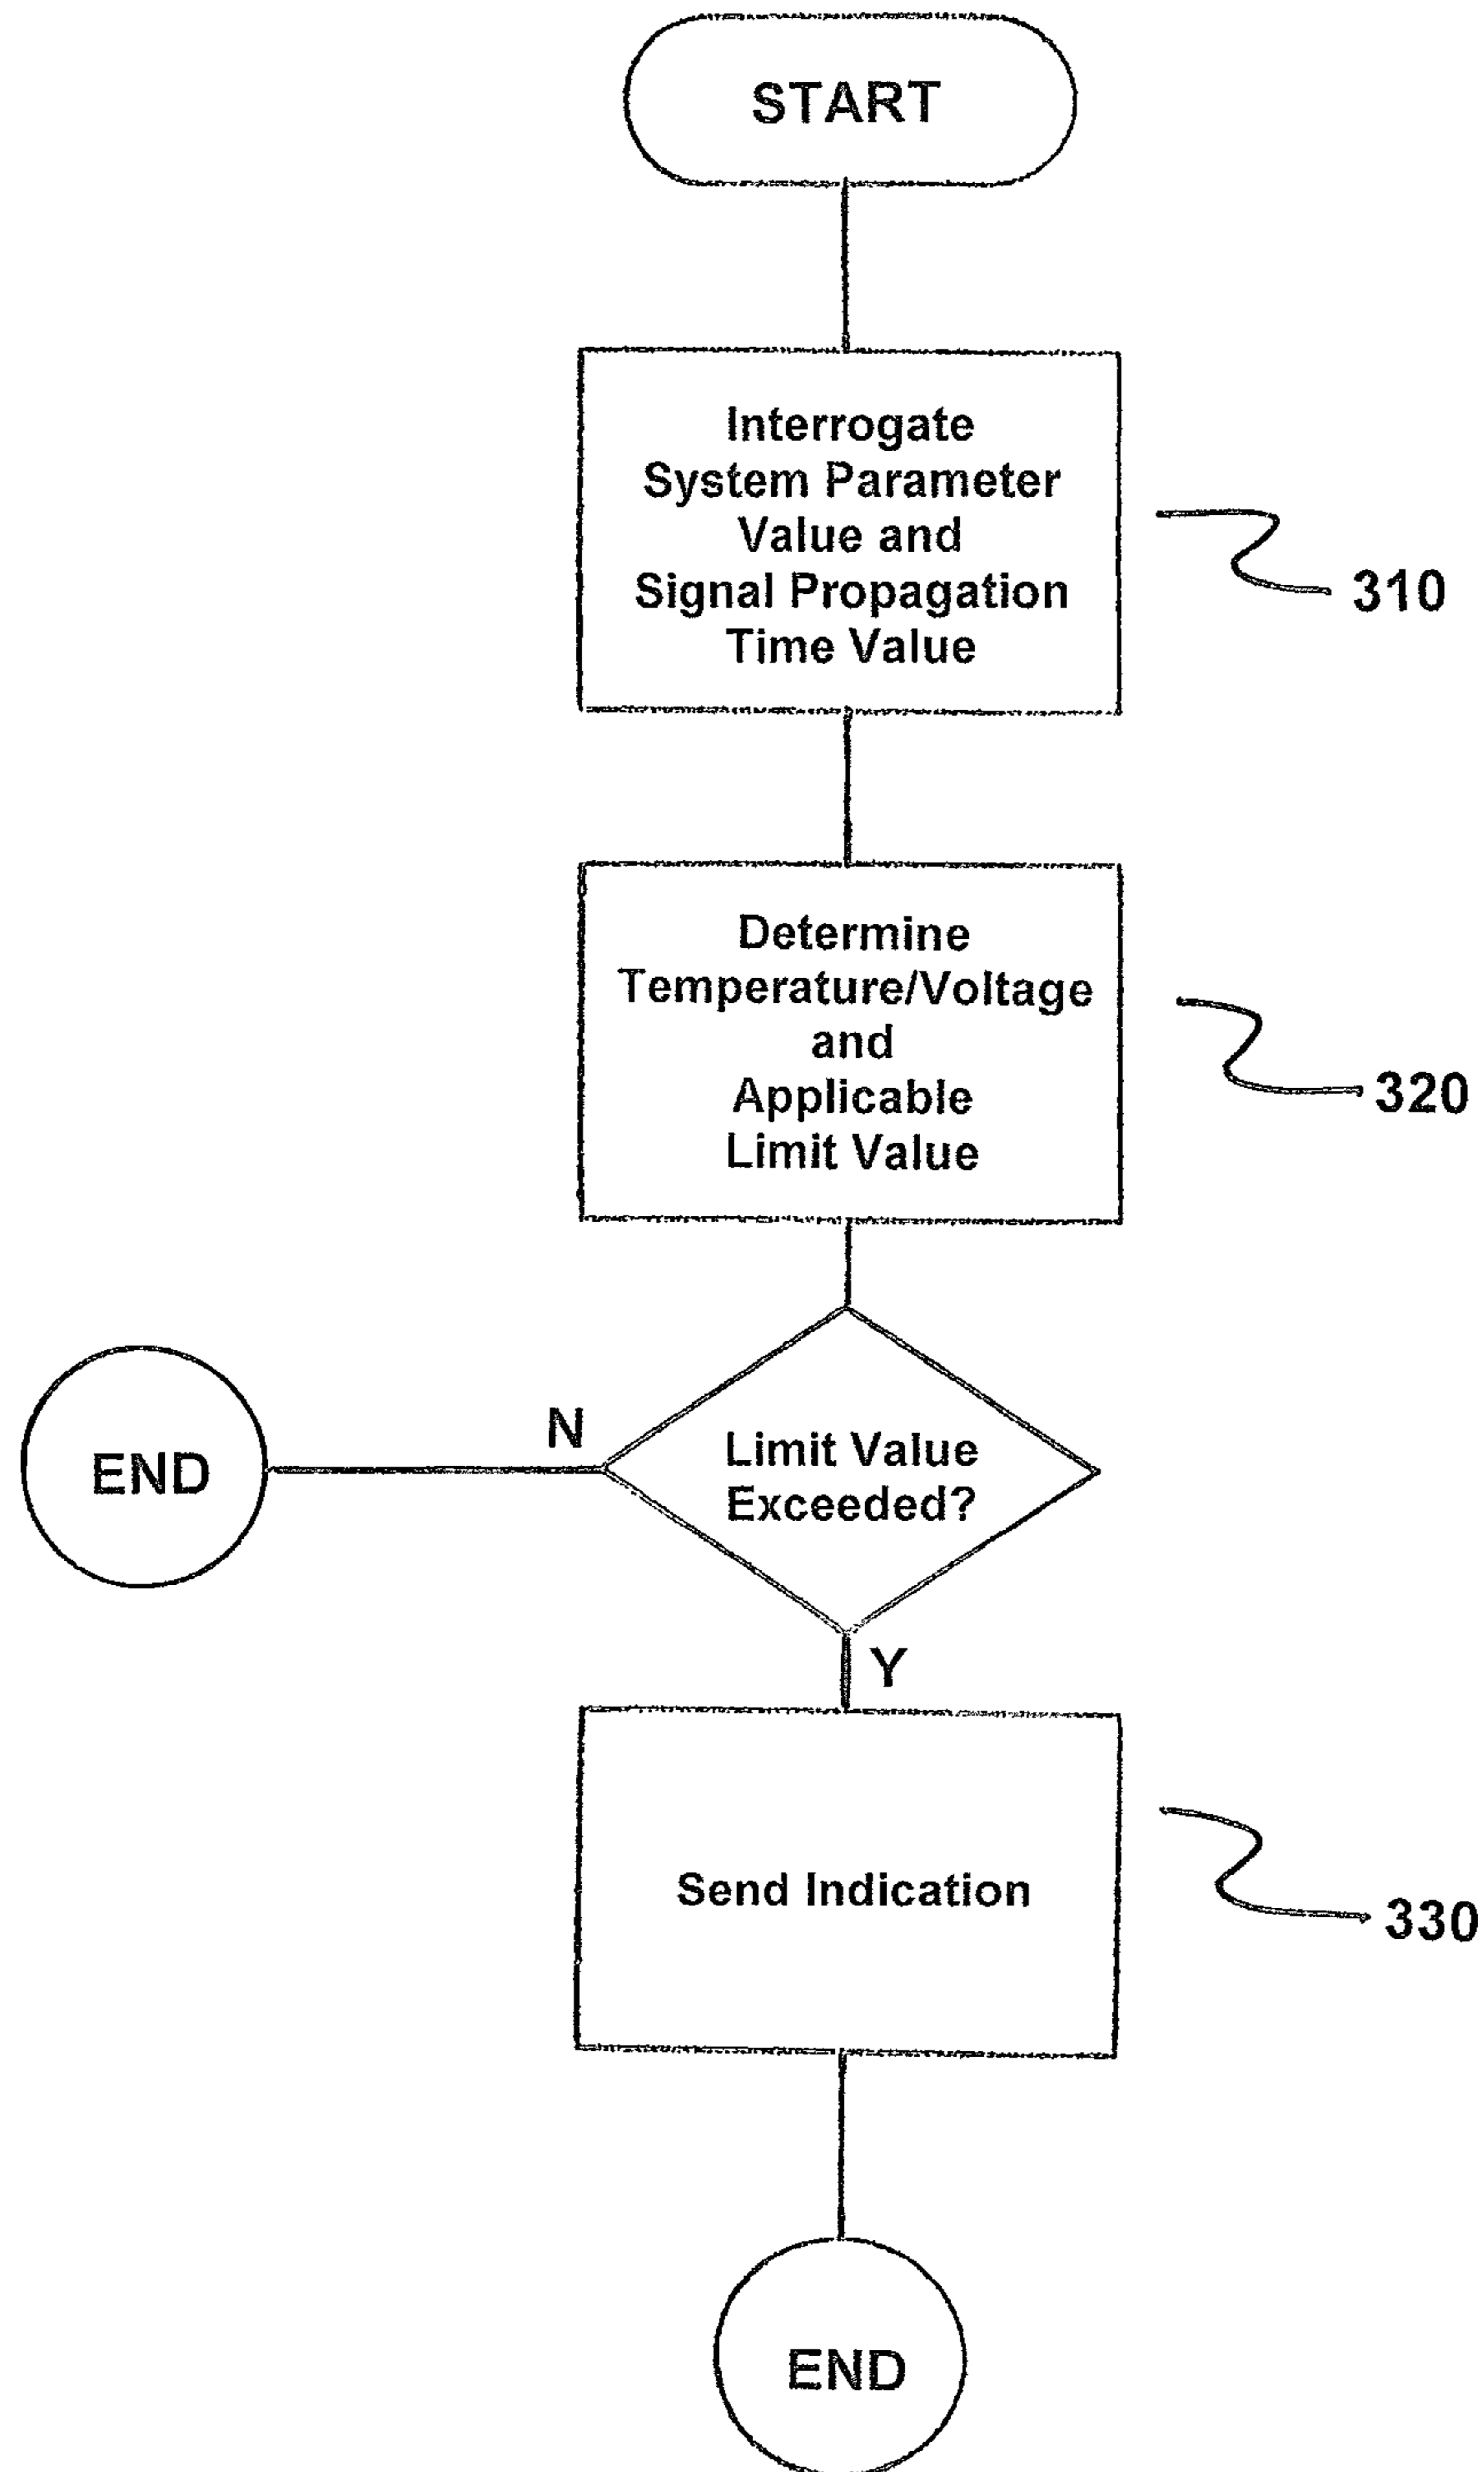 START
Interrogate
System Parameter
Value and
Signal Propagation
Time Value
310
Determine
Temperature/Voltage
and
Applicable
Limit Value
320
N
END
Limit Value
Exceeded?
Y
Send Indication
330
END